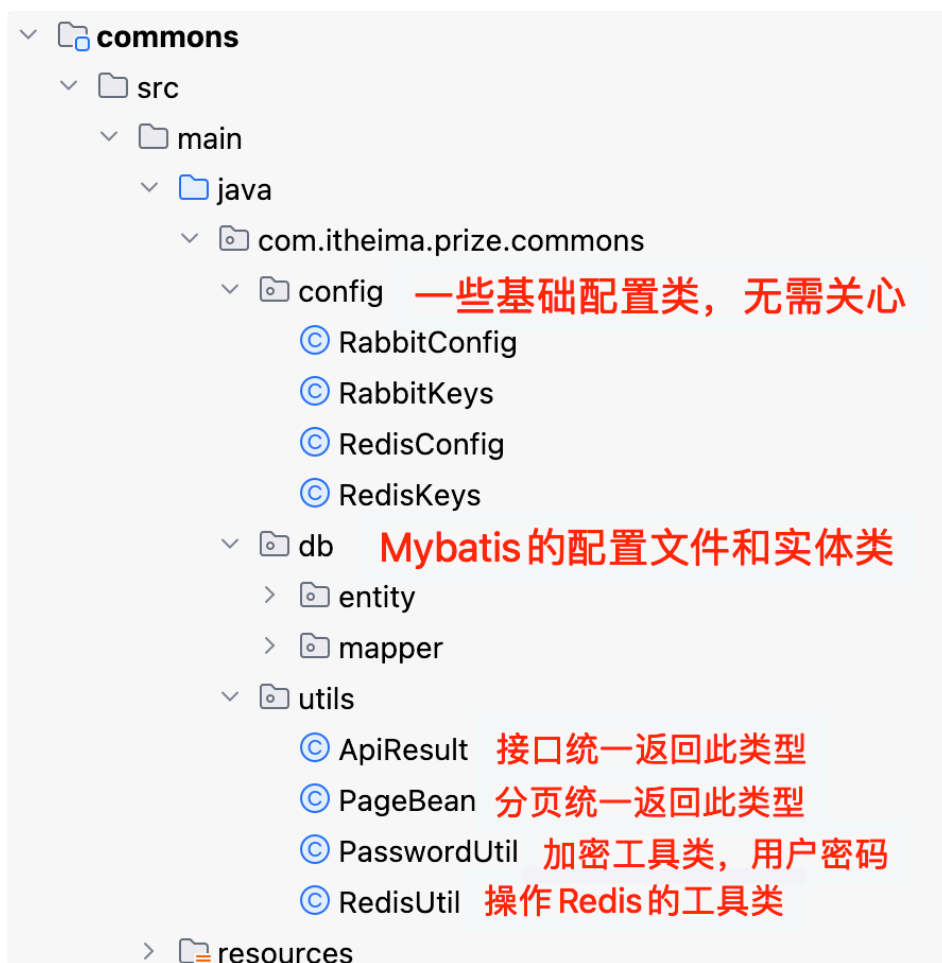 commons
src
main
java
com.itheima.prize.commons
config 一些基础配置类，无需关心
RabbitConfig
RabbitKeys
RedisConfig
RedisKeys
db Mybatis的配置文件和实体类
entity
mapper
utils
ApiResult 接口统一返回此类型
PageBean 分页统一返回此类型
PasswordUtil 加密工具类，用户密码
RedisUtil 操作Redis的工具类
resources